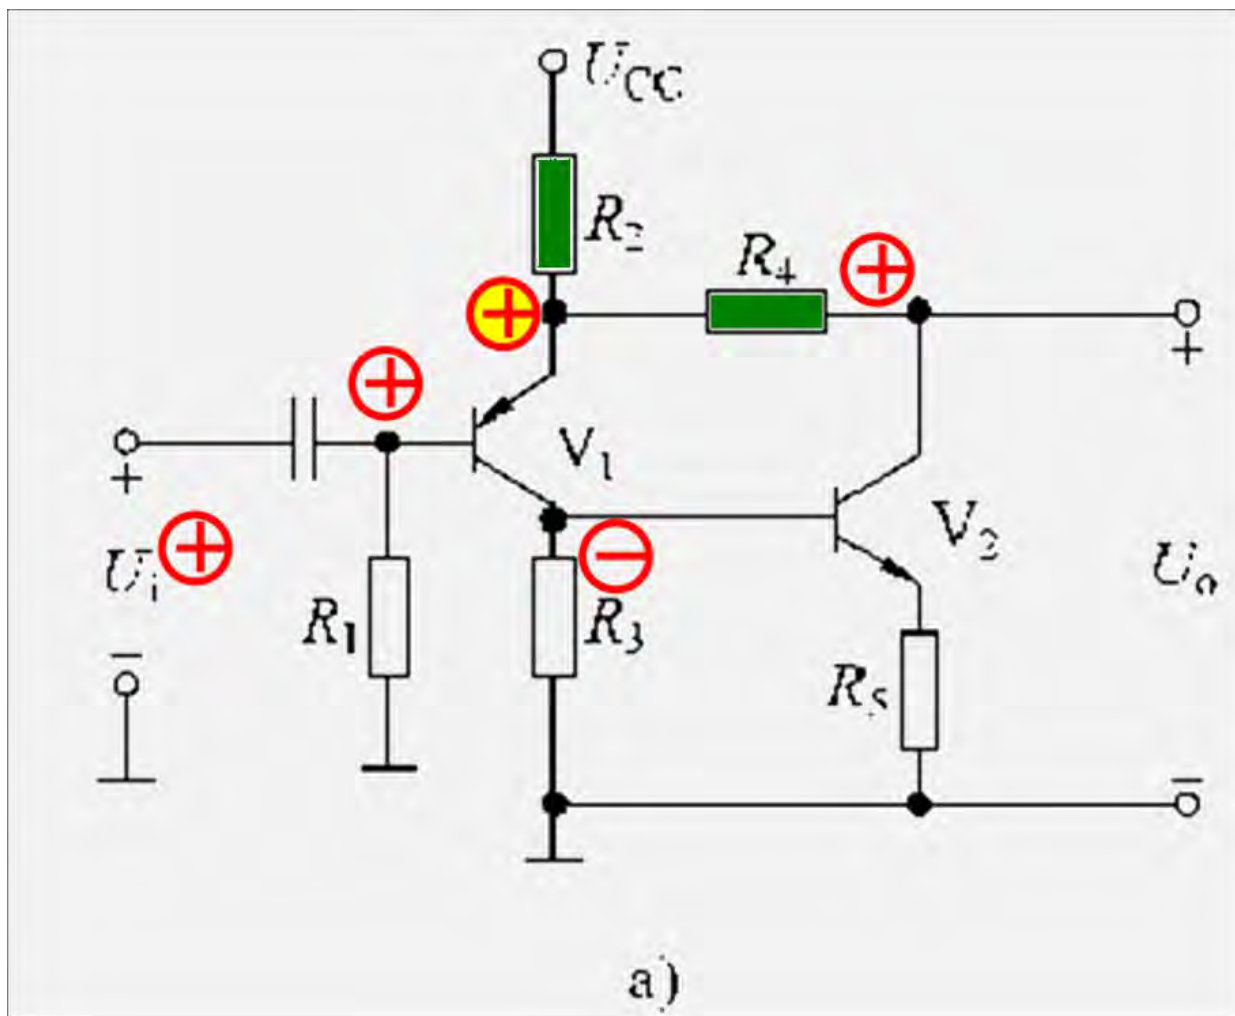 U_CC
R_2
R_4
+
+
+
+
V_1
+
V_2
U_i
+
−
U_o
R_1
R_3
−
R_5
−
a)